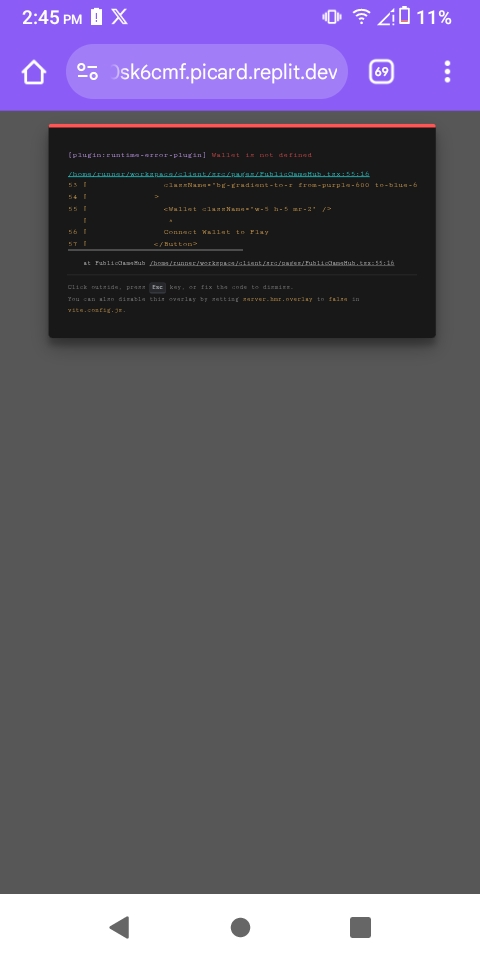 2:45 PM 11%
sk6cmf.picard.replit.dev 69
[plugin:runtime-error-plugin] Wallet is not defined
/home/runner/workspace/client/src/pages/PublicGameHub.tsx:55:16
53 | className="bg-gradient-to-r from-purple-600 to-blue-6
54 | >
55 | <Wallet className="w-5 h-5 mr-2" />
| ^
56 | Connect Wallet to Play
57 | </Button>
at PublicGameHub /home/runner/workspace/client/src/pages/PublicGameHub.tsx:55:16
Click outside, press Esc key, or fix the code to dismiss.
You can also disable this overlay by setting server.hmr.overlay to false in
vite.config.js.